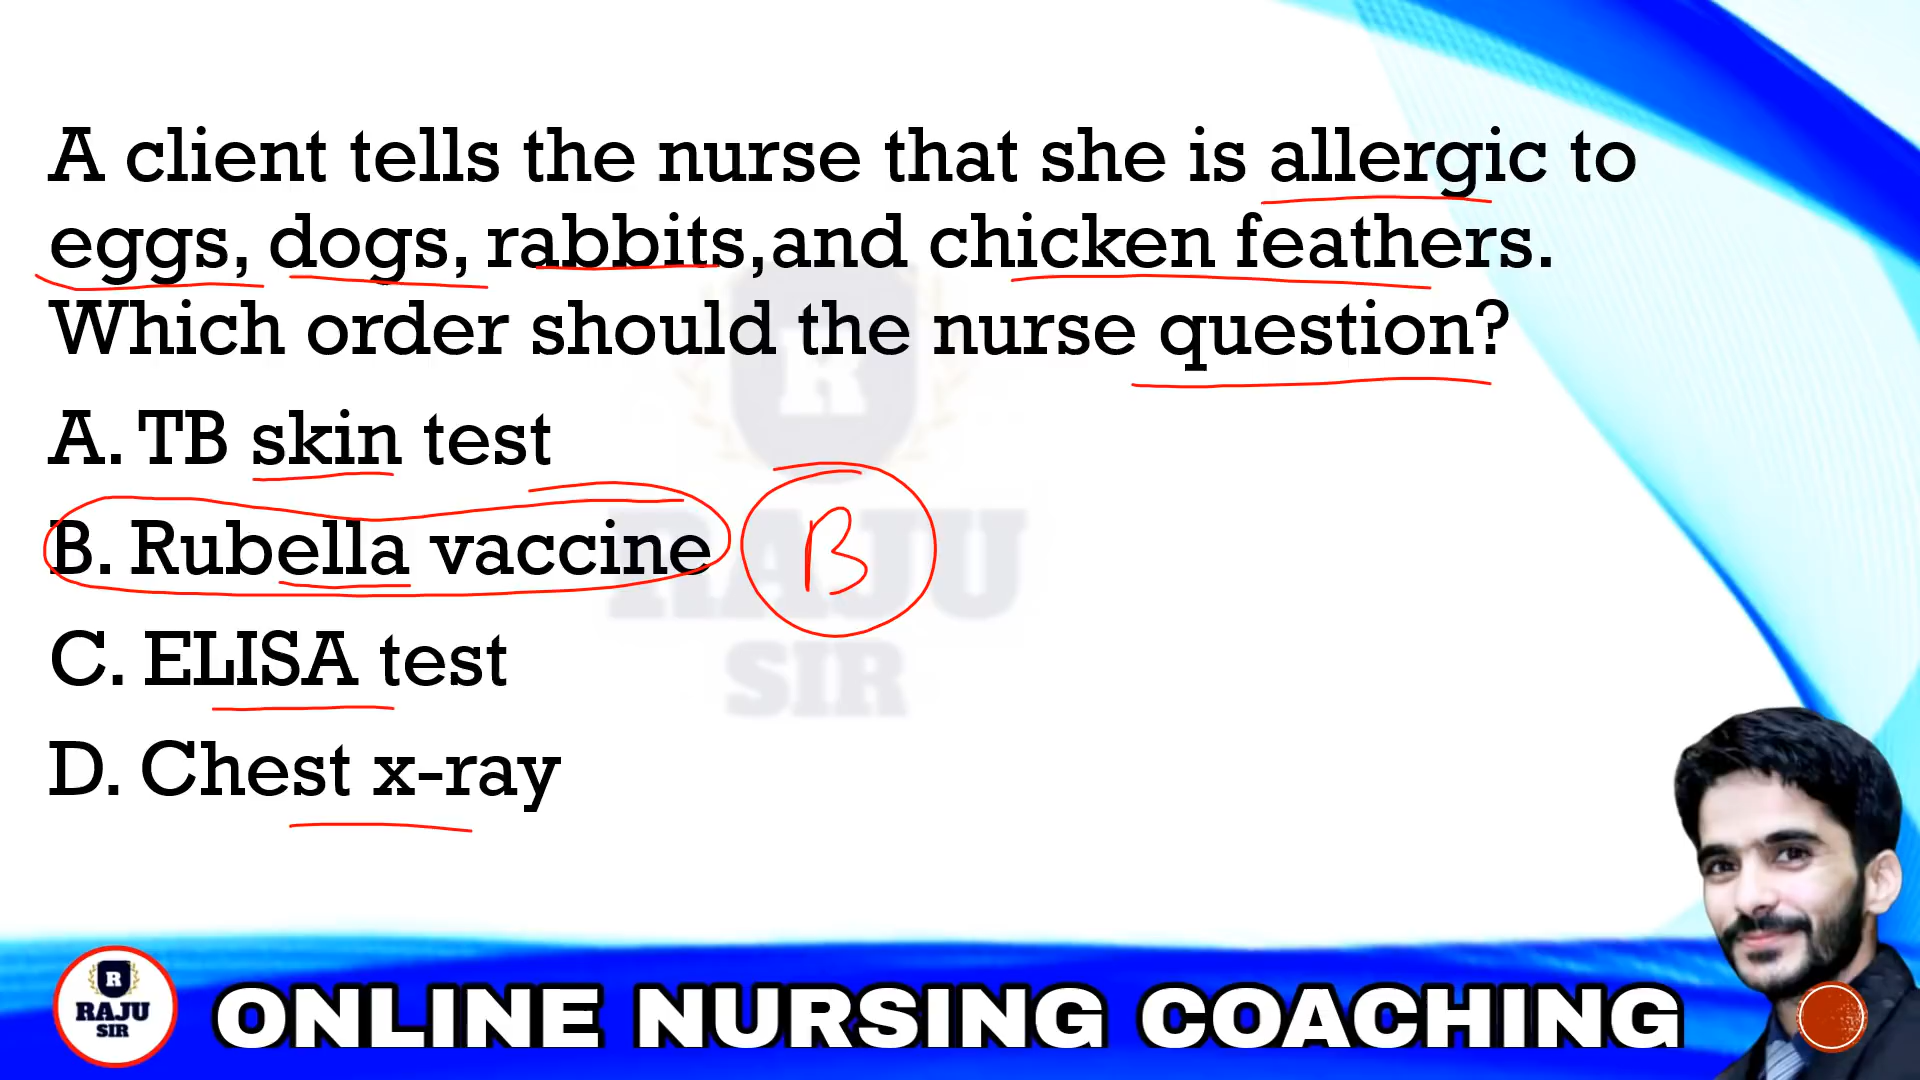 A client tells the nurse that she is allergic to
eggs, dogs, rabbits,and chicken feathers.
Which order should the nurse question?
A. TB skin test
B. Rubella vaccine
B
C. ELISA test
D. Chest x-ray
R
RAJU
SIR
R
RAJU
SIR
ONLINE NURSING COACHING